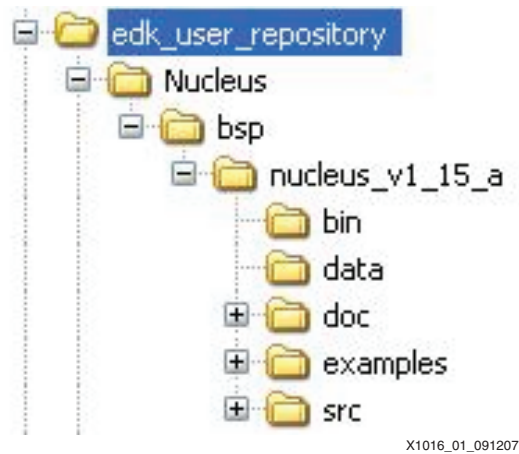 edk_user_repository
Nucleus
bsp
nucleus_v1_15_a
bin
data
doc
examples
src
X1016_01_091207